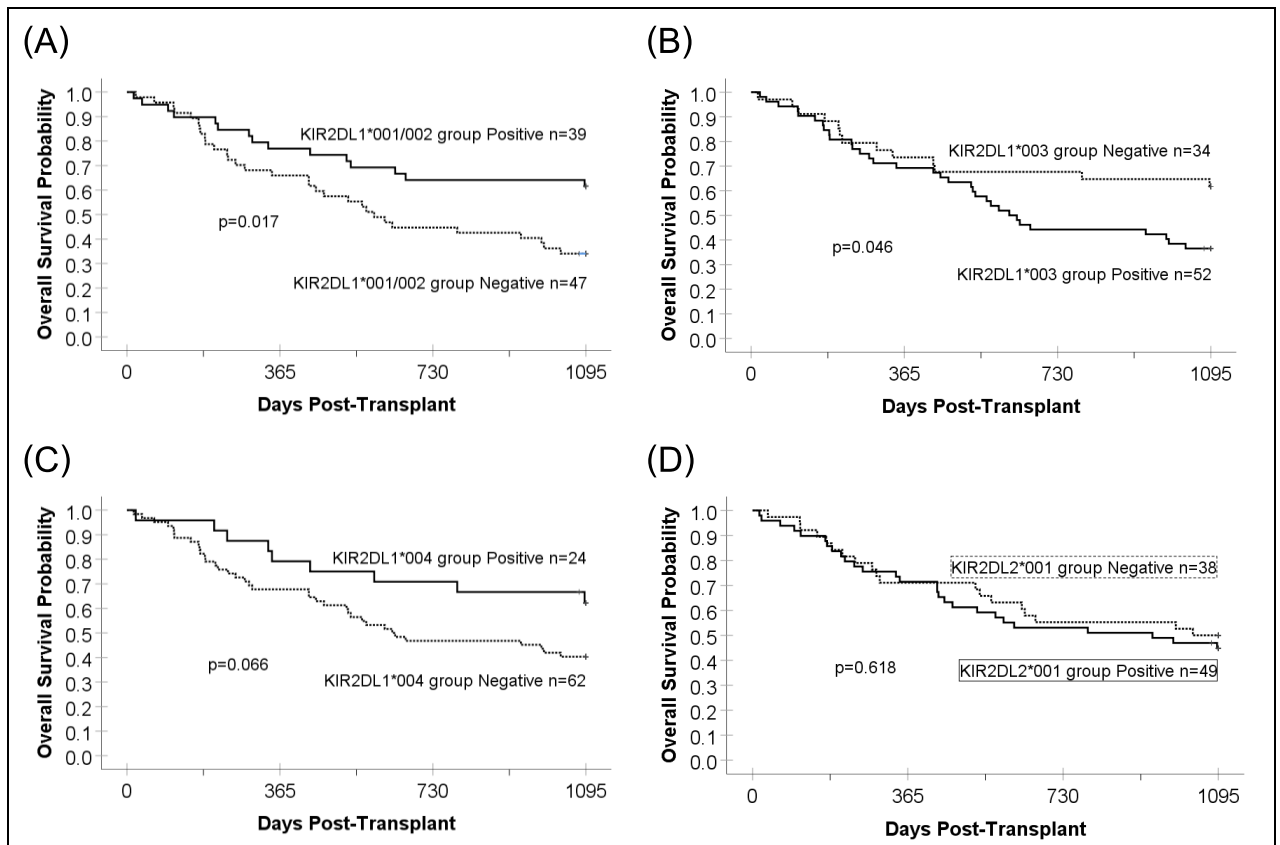 (A)
Overall Survival Probability
1.0
0.9
0.8
0.7
0.6
0.5
0.4
0.3
0.2
0.1
0.0
KIR2DL1*001/002 group Positive n=39
p=0.017
KIR2DL1*001/002 group Negative n=47
0 365 730 1095
Days Post-Transplant
(B)
Overall Survival Probability
1.0
0.9
0.8
0.7
0.6
0.5
0.4
0.3
0.2
0.1
0.0
KIR2DL1*003 group Negative n=34
p=0.046
KIR2DL1*003 group Positive n=52
0 365 730 1095
Days Post-Transplant
(C)
Overall Survival Probability
1.0
0.9
0.8
0.7
0.6
0.5
0.4
0.3
0.2
0.1
0.0
KIR2DL1*004 group Positive n=24
p=0.066
KIR2DL1*004 group Negative n=62
0 365 730 1095
Days Post-Transplant
(D)
Overall Survival Probability
1.0
0.9
0.8
0.7
0.6
0.5
0.4
0.3
0.2
0.1
0.0
KIR2DL2*001 group Negative n=38
p=0.618
KIR2DL2*001 group Positive n=49
0 365 730 1095
Days Post-Transplant